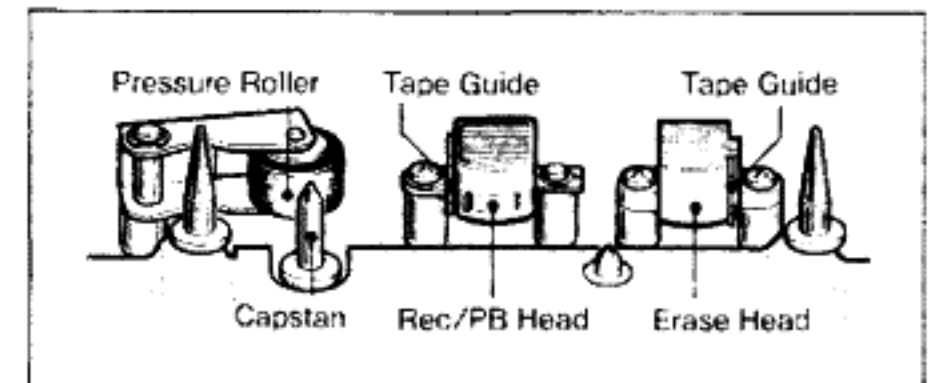 Pressure Roller Tape Guide Tape Guide
Capstan Rec/PB Head Erase Head